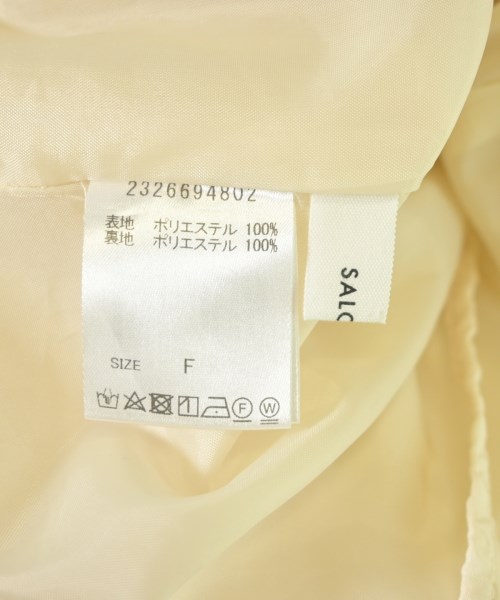 2326694802
表地 ポリエステル 100%
裏地 ポリエステル 100%
SIZE F
F W
SALO